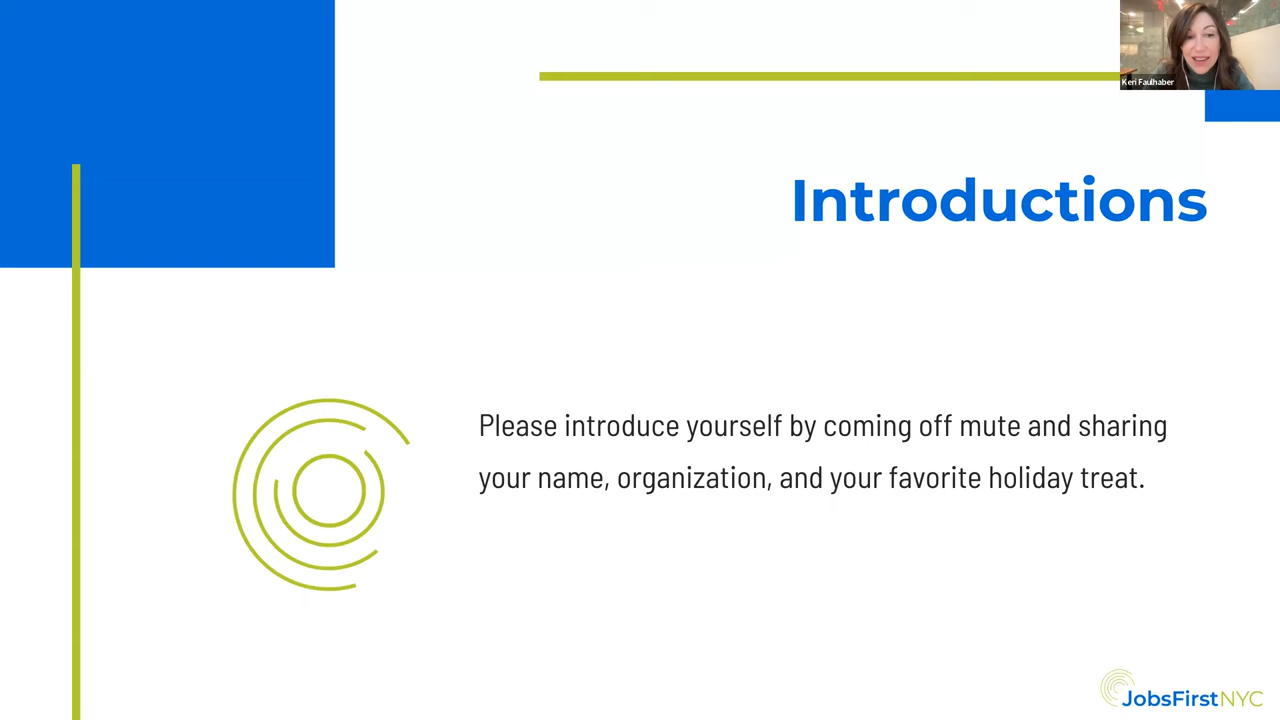 Keri Faulhaber
Introductions
Please introduce yourself by coming off mute and sharing
your name, organization, and your favorite holiday treat.
JobsFirstNYC